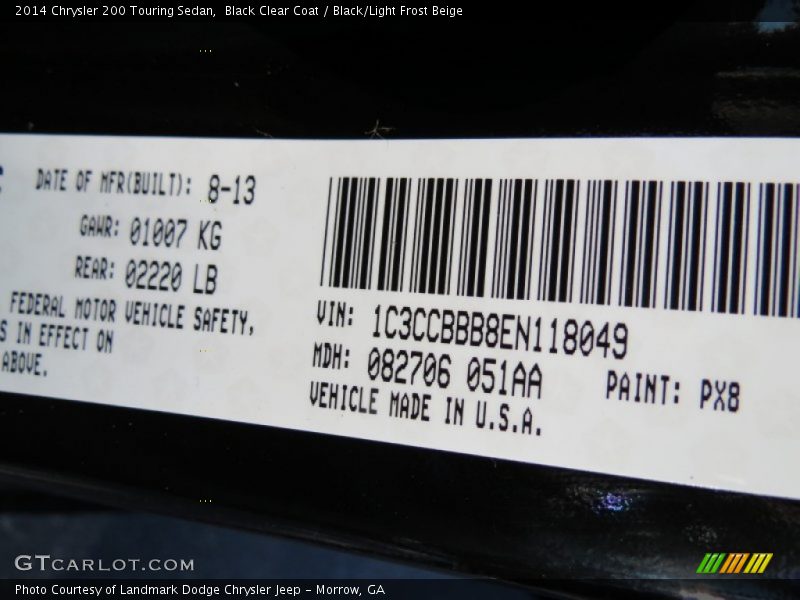 2014 Chrysler 200 Touring Sedan, Black Clear Coat / Black/Light Frost Beige
DATE OF MFR(BUILT): 8-13
GAWR: 01007 KG
REAR: 02220 LB
FEDERAL MOTOR VEHICLE SAFETY,
S IN EFFECT ON
ABOVE.
VIN: 1C3CCBBB8EN118049
MDH: 082706 051AA PAINT: PX8
VEHICLE MADE IN U.S.A.
GTCARLOT.COM
Photo Courtesy of Landmark Dodge Chrysler Jeep - Morrow, GA